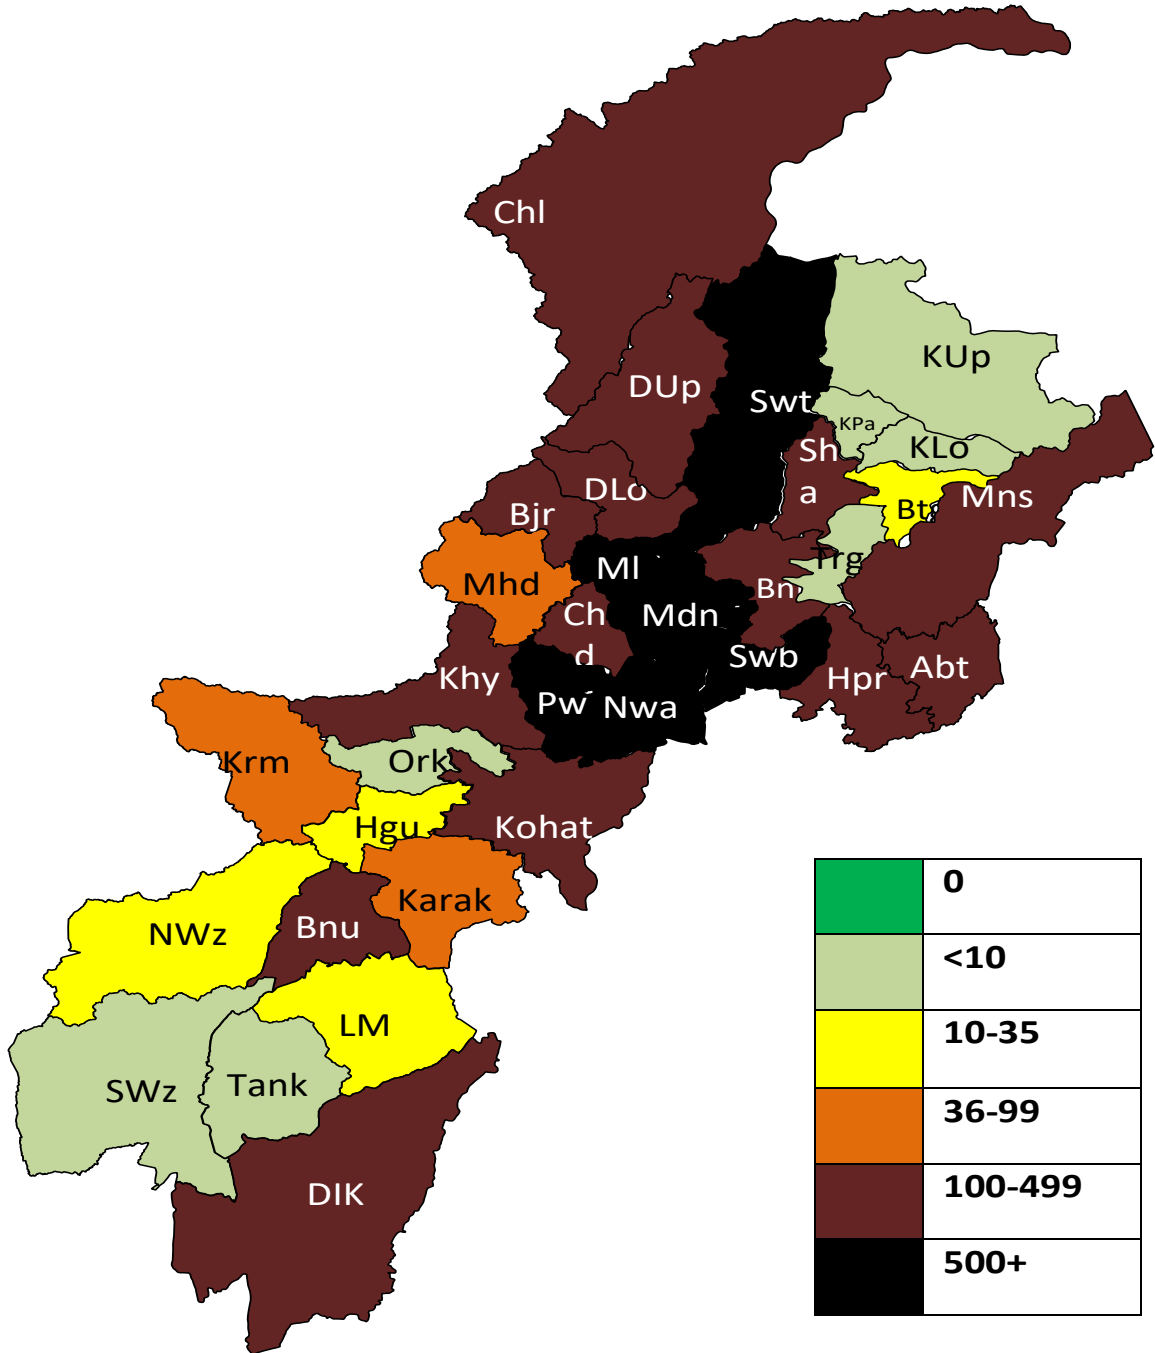 Chl
KUp
DUp
Swt
KPa
Sh
a
KLo
DLo
Mns
Bjr
Bt
Trg
Ml
Mhd
Bn
Ch
d
Mdn
Swb
Abt
Khy
Hpr
Pw
Nwa
Ork
Krm
Hgu
Kohat
Karak
Bnu
NWz
LM
SWz
Tank
DIK
0
<10
10-35
36-99
100-499
500+